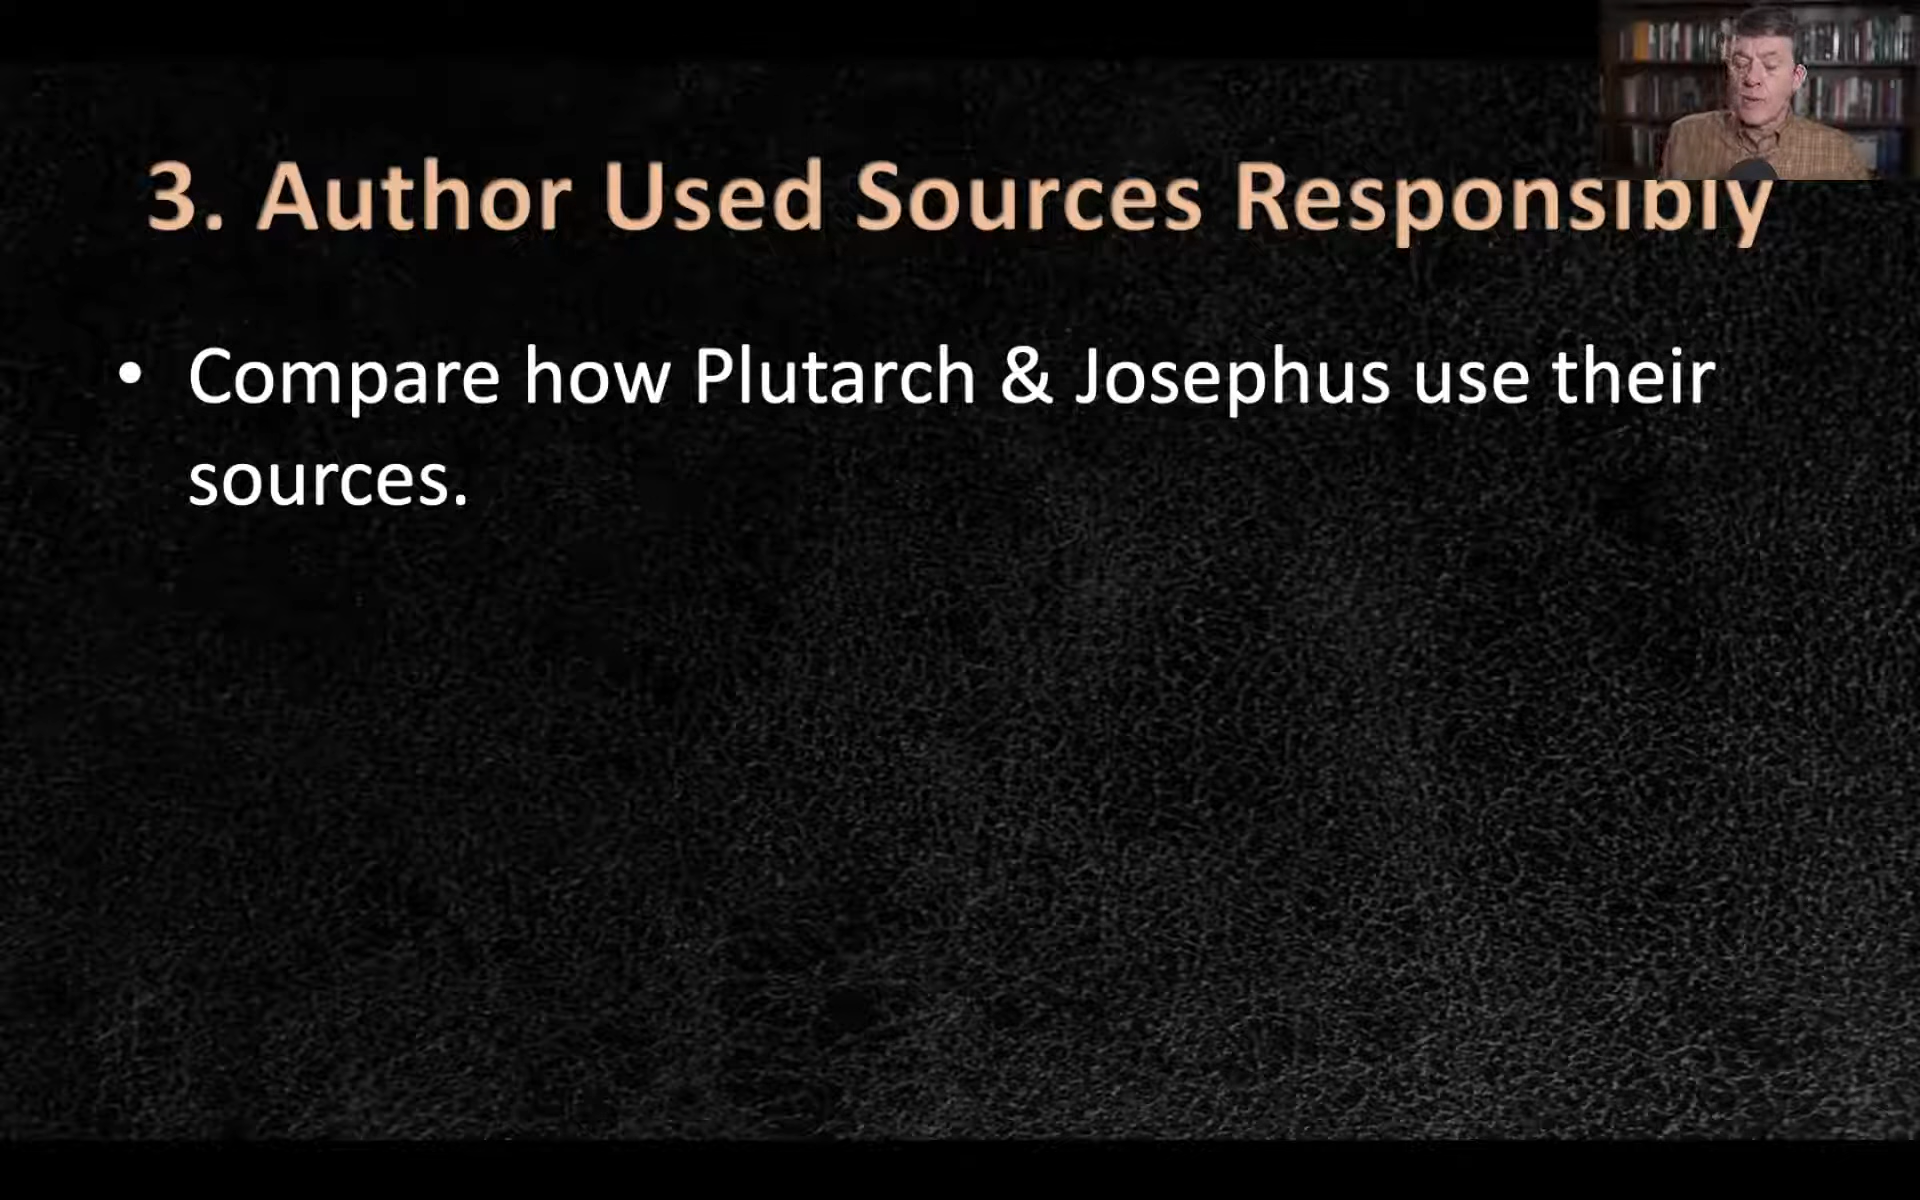 3. Author Used Sources Responsibly
• Compare how Plutarch & Josephus use their
sources.